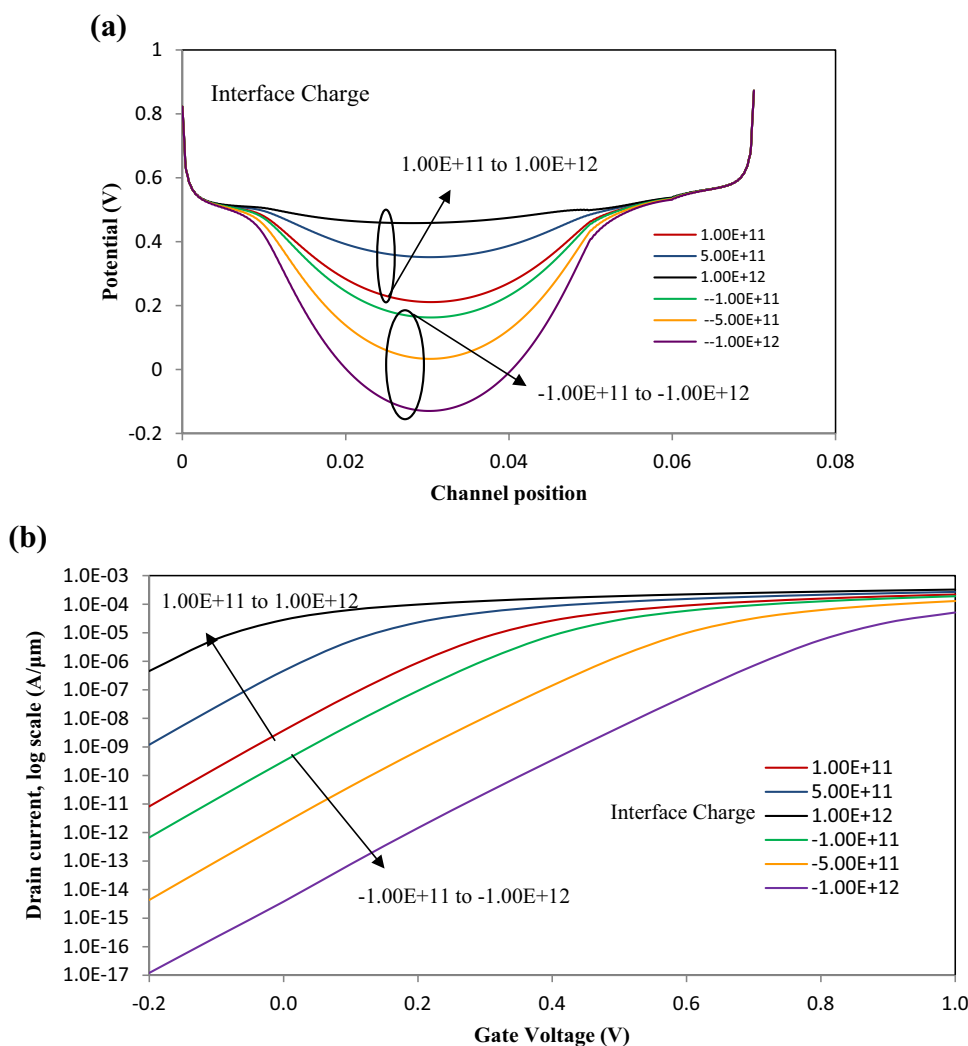 (a)
1
0.8
0.6
0.4
0.2
0
-0.2
Potential (V)
Interface Charge
1.00E+11 to 1.00E+12
1.00E+11
5.00E+11
1.00E+12
--1.00E+11
--5.00E+11
--1.00E+12
-1.00E+11 to -1.00E+12
0
0.02
0.04
0.06
0.08
Channel position
(b)
1.0E-03
1.0E-04
1.0E-05
1.0E-06
1.0E-07
1.0E-08
1.0E-09
1.0E-10
1.0E-11
1.0E-12
1.0E-13
1.0E-14
1.0E-15
1.0E-16
1.0E-17
Drain current, log scale (A/µm)
1.00E+11 to 1.00E+12
Interface Charge
1.00E+11
5.00E+11
1.00E+12
-1.00E+11
-5.00E+11
-1.00E+12
-1.00E+11 to -1.00E+12
-0.2
0.0
0.2
0.4
0.6
0.8
1.0
Gate Voltage (V)